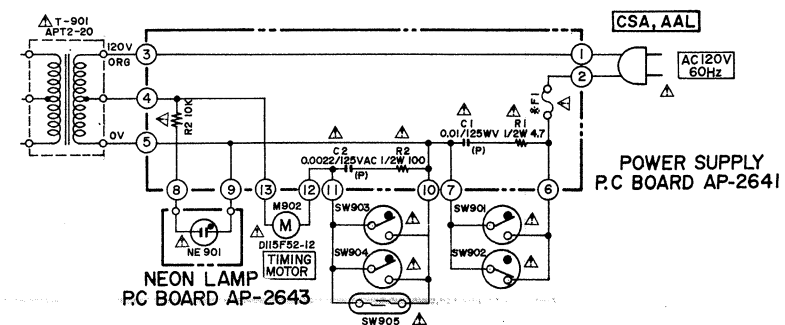 T-901
APT2-20
CSA, AAL
120V
ORG
3
1
2
AC120V
60Hz
4
R2 10K
※F1
C1
R1
0.01/125WV 1/2W 4.7
(P)
0V
5
C2
R2
0.0022/125VAC 1/2W 100
(P)
POWER SUPPLY
P.C BOARD AP-2641
8
9
13
12
11
10
7
6
M902
M
D115F52-12
TIMING
MOTOR
NE901
SW903
SW901
SW904
SW902
NEON LAMP
P.C BOARD AP-2643
SW905